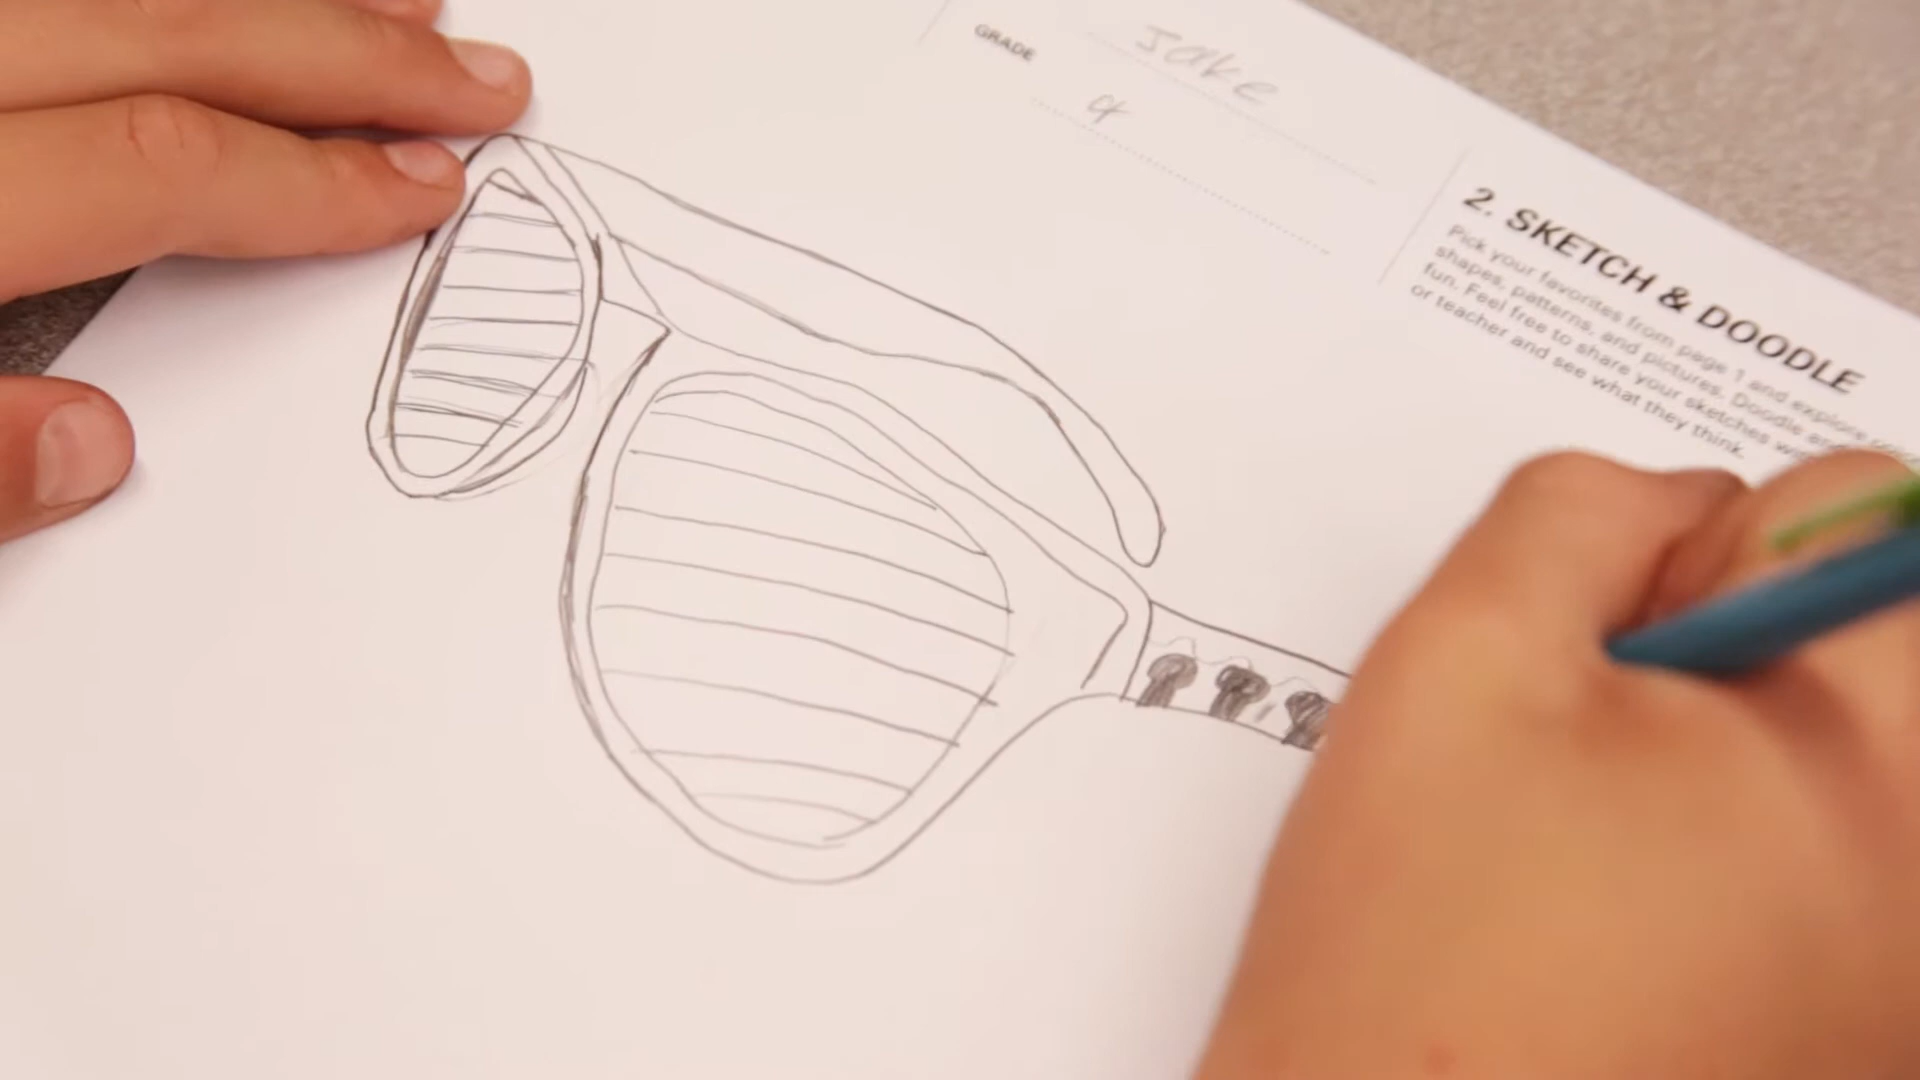 Jake
GRADE
4
2. SKETCH & DOODLE
Pick your favorites from page 1 and explore
shapes, patterns, and pictures. Doodle
fun. Feel free to share your sketches
or teacher and see what they think.